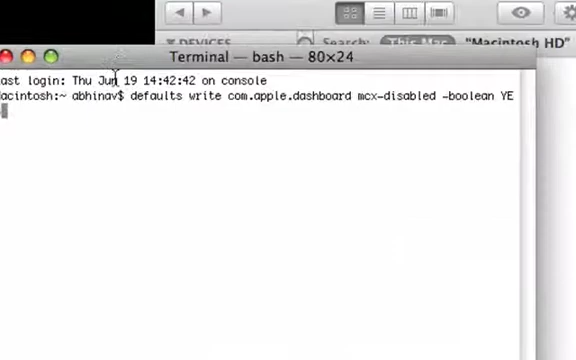 Terminal — bash — 80×24
DEVICES
This Mac
"Macintosh HD"
ast login: Thu Jun 19 14:42:42 on console
acintosh:~ abhinav$ defaults write com.apple.dashboard mcx-disabled -boolean YE